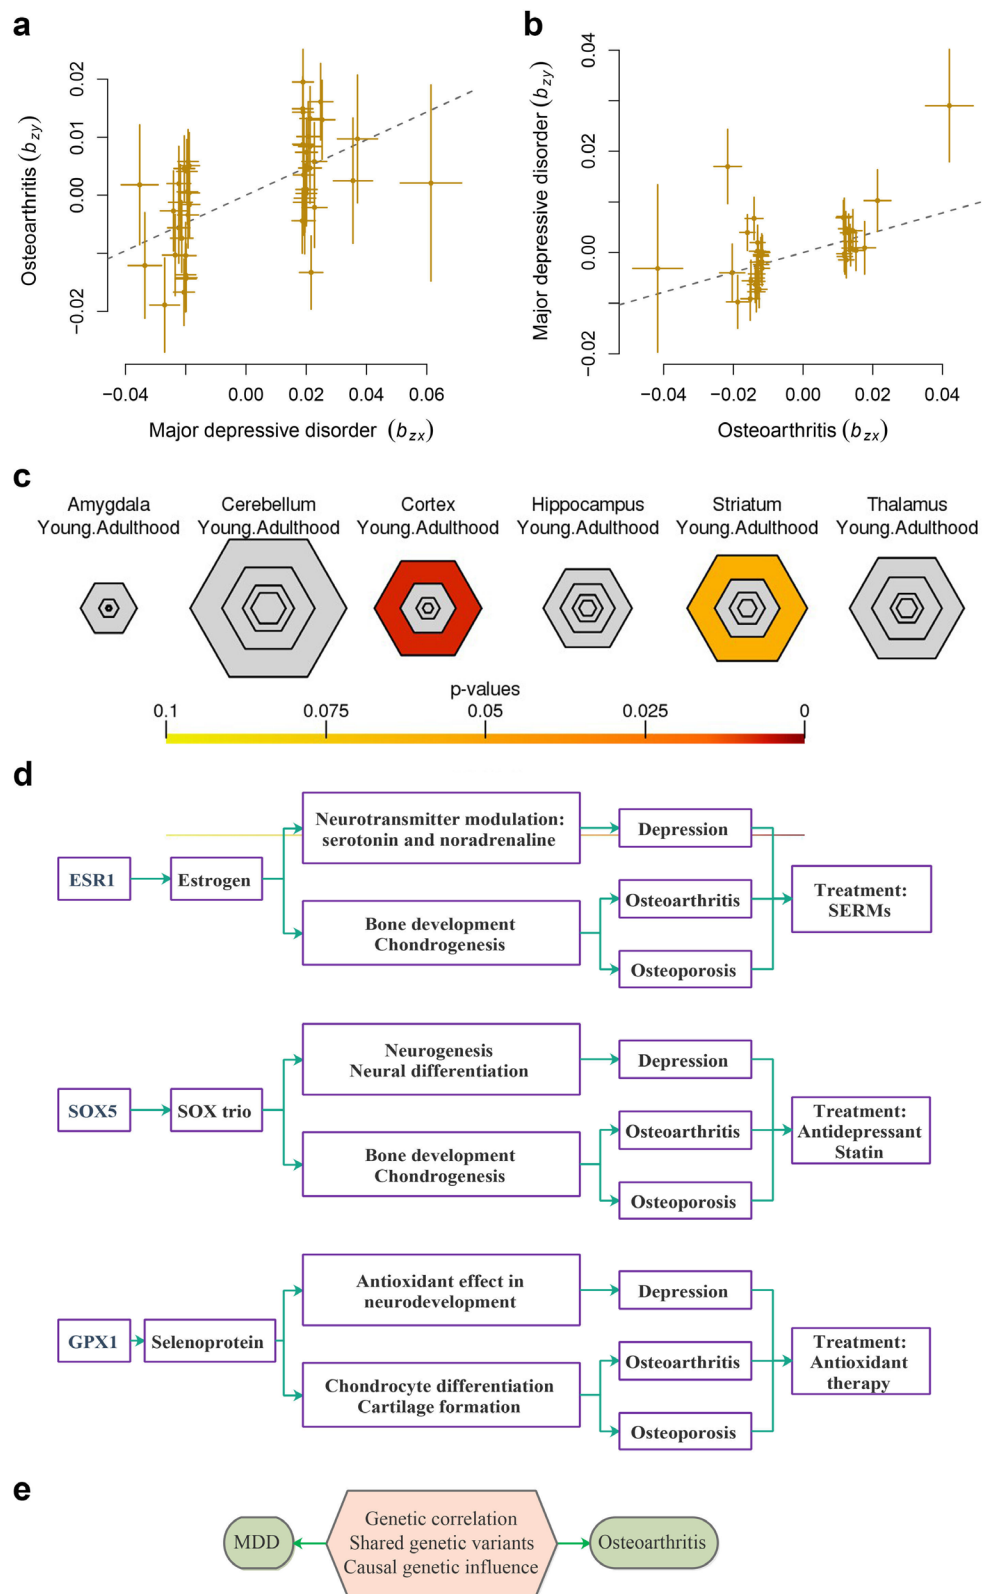 a
Osteoarthritis (bzy)
0.02
0.01
0.00
−0.02
−0.04
0.00
0.02
0.04
0.06
Major depressive disorder (bzx)
b
Major depressive disorder (bzy)
0.04
0.02
0.00
−0.02
−0.04
−0.02
0.00
0.02
0.04
Osteoarthritis (bzx)
c
Amygdala
Young.Adulthood
Cerebellum
Young.Adulthood
Cortex
Young.Adulthood
Hippocampus
Young.Adulthood
Striatum
Young.Adulthood
Thalamus
Young.Adulthood
p-values
0.1
0.075
0.05
0.025
0
d
ESR1
Estrogen
Neurotransmitter modulation:
serotonin and noradrenaline
Bone development
Chondrogenesis
Depression
Osteoarthritis
Osteoporosis
Treatment:
SERMs
SOX5
SOX trio
Neurogenesis
Neural differentiation
Bone development
Chondrogenesis
Depression
Osteoarthritis
Osteoporosis
Treatment:
Antidepressant
Statin
GPX1
Selenoprotein
Antioxidant effect in
neurodevelopment
Chondrocyte differentiation
Cartilage formation
Depression
Osteoarthritis
Osteoporosis
Treatment:
Antioxidant
therapy
e
MDD
Genetic correlation
Shared genetic variants
Causal genetic influence
Osteoarthritis